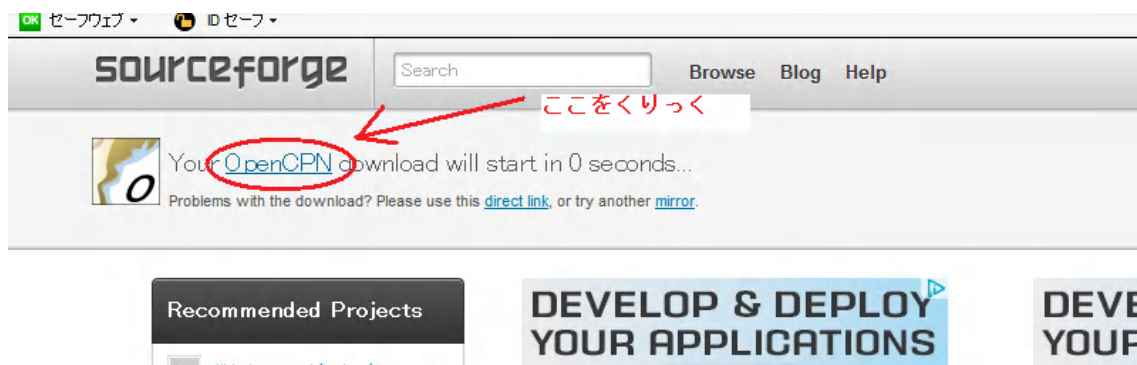 OK セーフウェブ ID セーフ
sourceforge Search Browse Blog Help
ここをくりっく
Your OpenCPN download will start in 0 seconds...
Problems with the download? Please use this direct link, or try another mirror.
Recommended Projects
DEVELOP & DEPLOY
YOUR APPLICATIONS
DEVE
YOUR